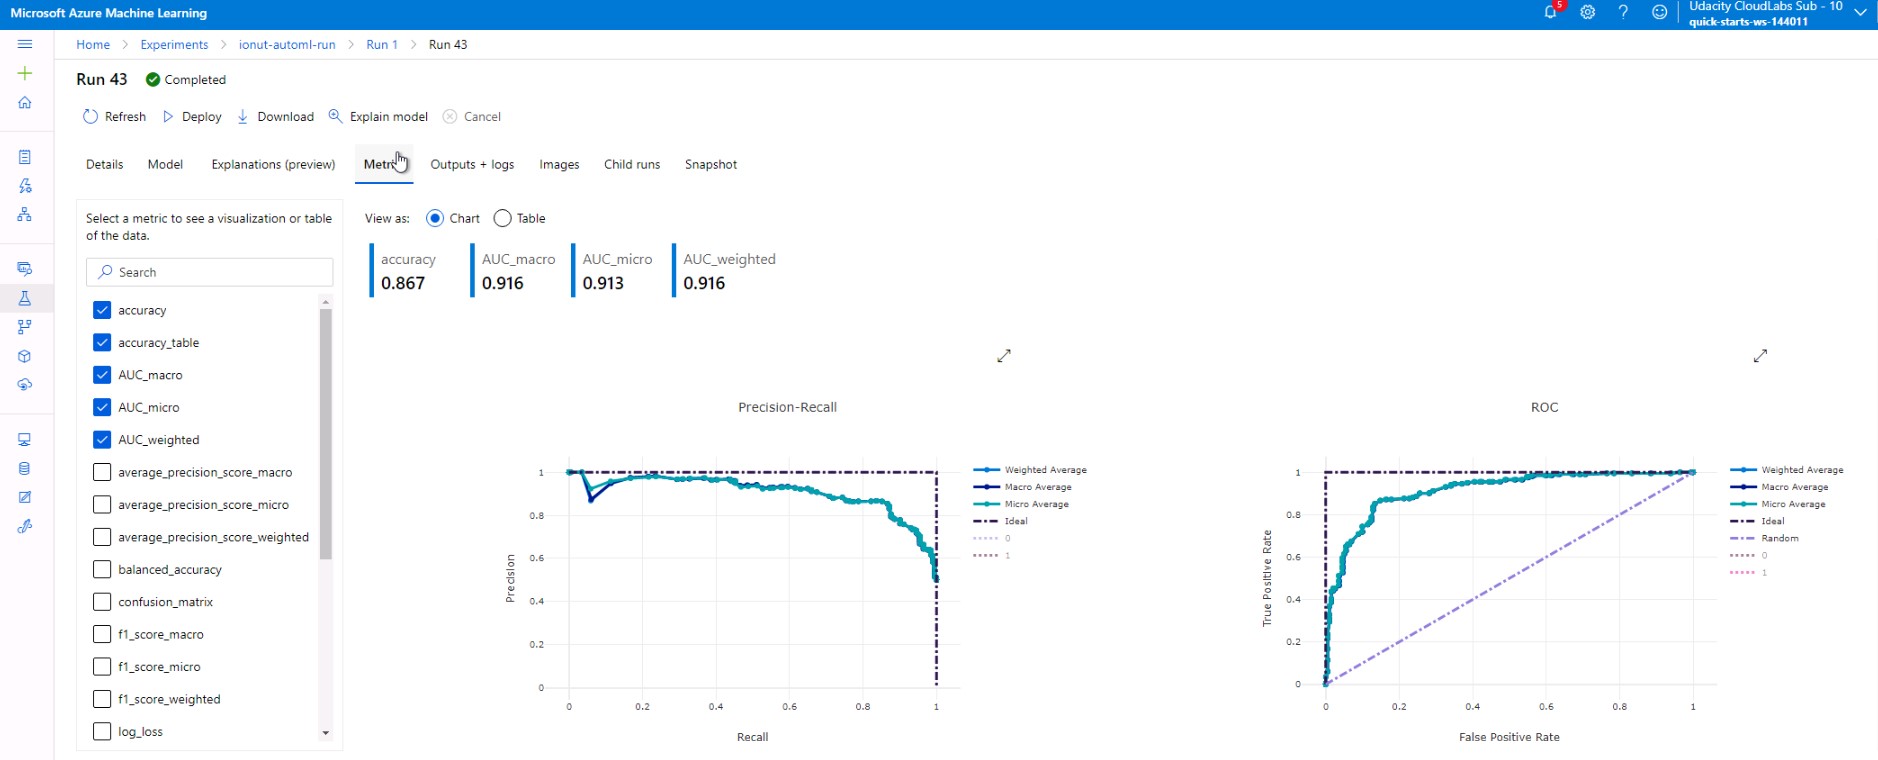 Microsoft Azure Machine Learning
5
Udacity CloudLabs Sub - 10
quick-starts-ws-144011
Home > Experiments > ionut-automl-run > Run 1 > Run 43
Run 43 Completed
Refresh Deploy Download Explain model Cancel
Details Model Explanations (preview) Metri Outputs + logs Images Child runs Snapshot
Select a metric to see a visualization or table
of the data.
Search
accuracy
accuracy_table
AUC_macro
AUC_micro
AUC_weighted
average_precision_score_macro
average_precision_score_micro
average_precision_score_weighted
balanced_accuracy
confusion_matrix
f1_score_macro
f1_score_micro
f1_score_weighted
log_loss
View as: Chart Table
accuracy AUC_macro AUC_micro AUC_weighted
0.867 0.916 0.913 0.916
Precision-Recall
1
0.8
0.6
0.4
0.2
0
Precision
0 0.2 0.4 0.6 0.8 1
Recall
Weighted Average
Macro Average
Micro Average
Ideal
0
1
ROC
1
0.8
0.6
0.4
0.2
0
True Positive Rate
0 0.2 0.4 0.6 0.8 1
False Positive Rate
Weighted Average
Macro Average
Micro Average
Ideal
Random
0
1